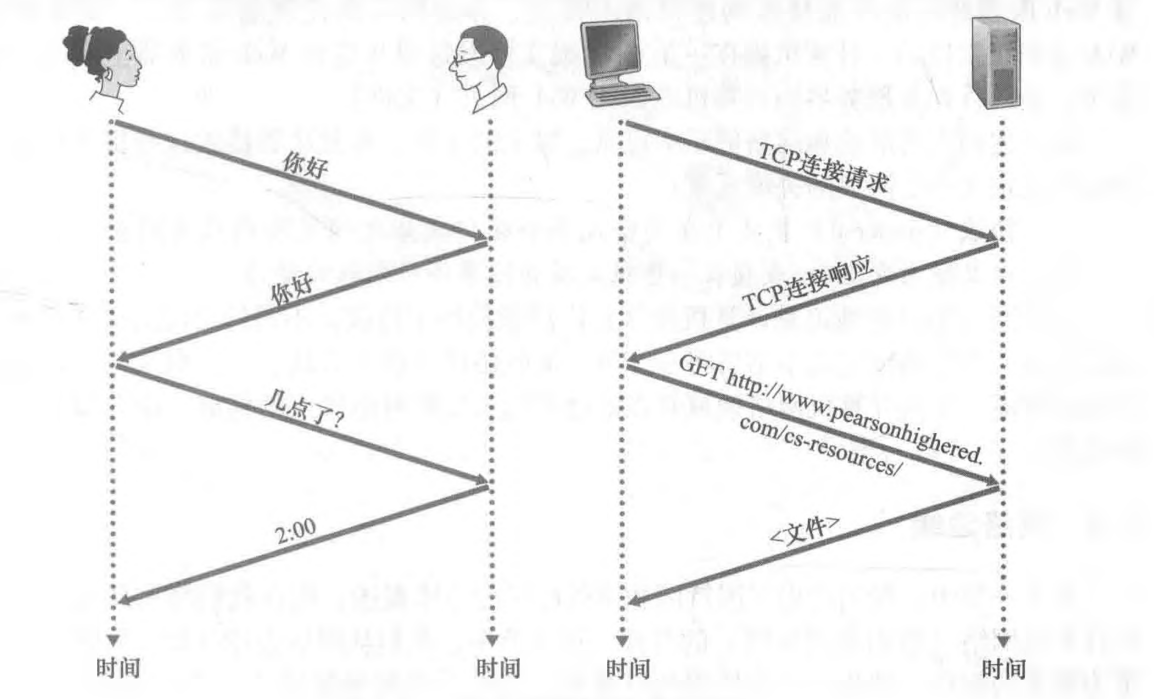 你好
你好
几点了?
2:00
时间
时间
TCP连接请求
TCP连接响应
GET http://www.pearsonhighered.
com/cs-resources/
<文件>
时间
时间